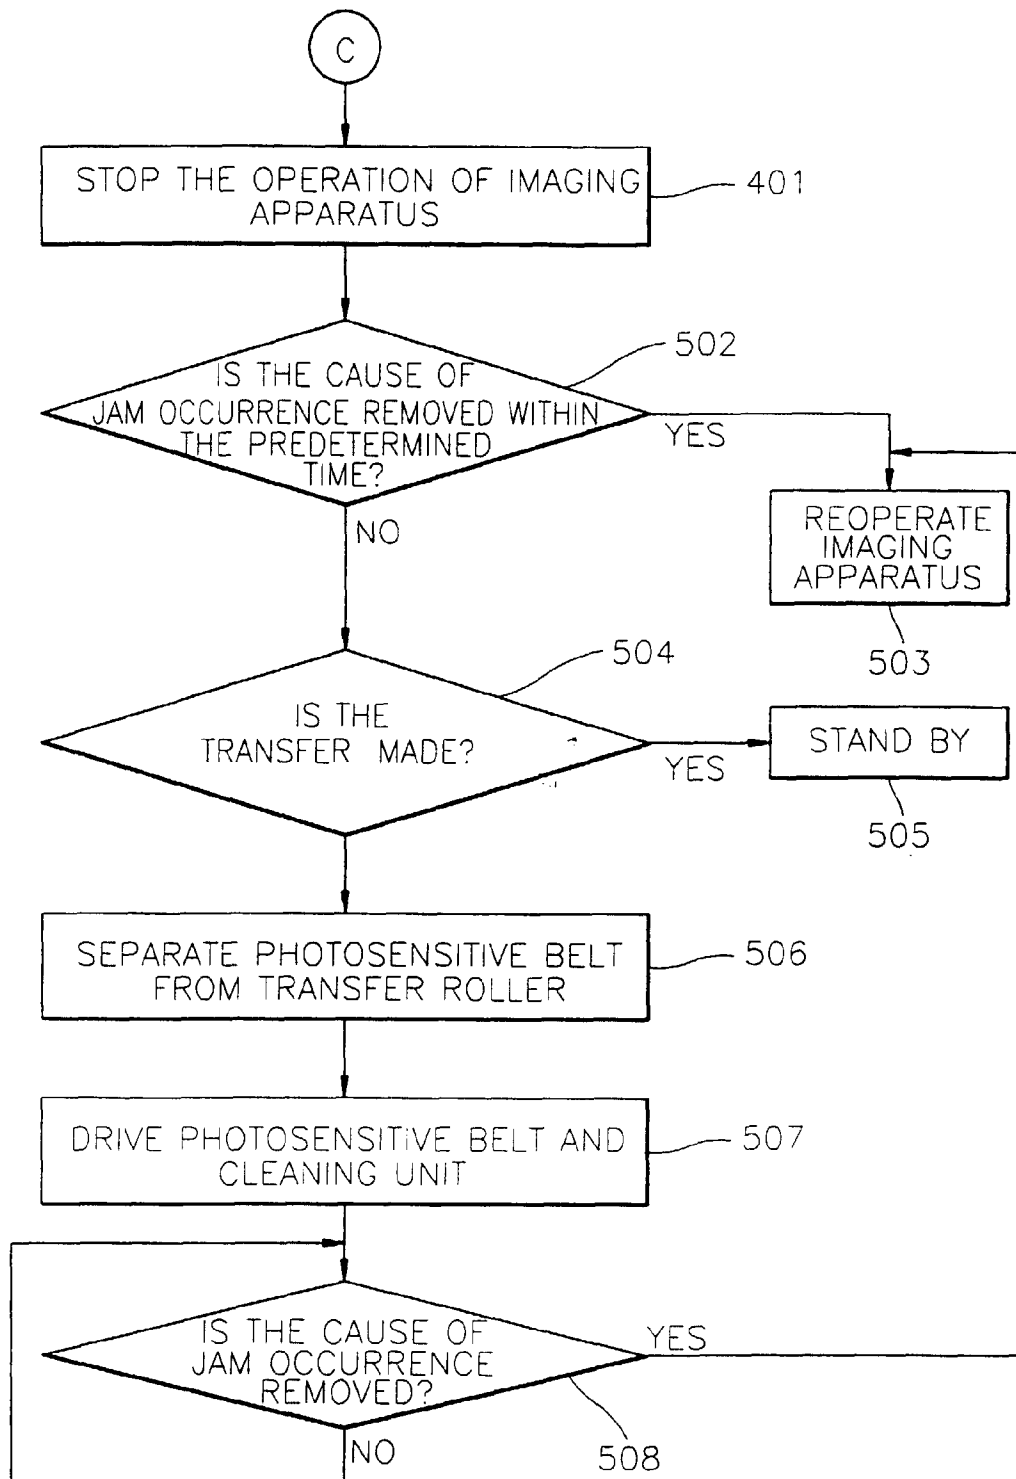 C
STOP THE OPERATION OF IMAGING
APPARATUS
401
502
IS THE CAUSE OF
JAM OCCURRENCE REMOVED WITHIN
THE PREDETERMINED
TIME?
YES
NO
REOPERATE
IMAGING
APPARATUS
503
504
IS THE
TRANSFER MADE?
YES
STAND BY
505
SEPARATE PHOTOSENSITIVE BELT
FROM TRANSFER ROLLER
506
DRIVE PHOTOSENSITIVE BELT AND
CLEANING UNIT
507
IS THE CAUSE OF
JAM OCCURRENCE
REMOVED?
YES
508
NO